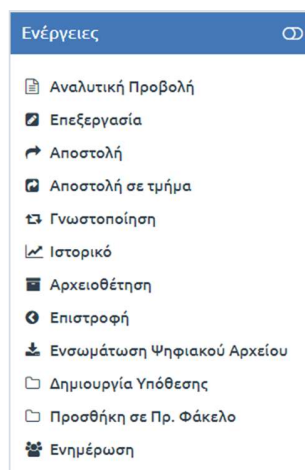 Ενέργειες
Αναλυτική Προβολή
Επεξεργασία
Αποστολή
Αποστολή σε τμήμα
Γνωστοποίηση
Ιστορικό
Αρχειοθέτηση
Επιστροφή
Ενσωμάτωση Ψηφιακού Αρχείου
Δημιουργία Υπόθεσης
Προσθήκη σε Πρ. Φάκελο
Ενημέρωση